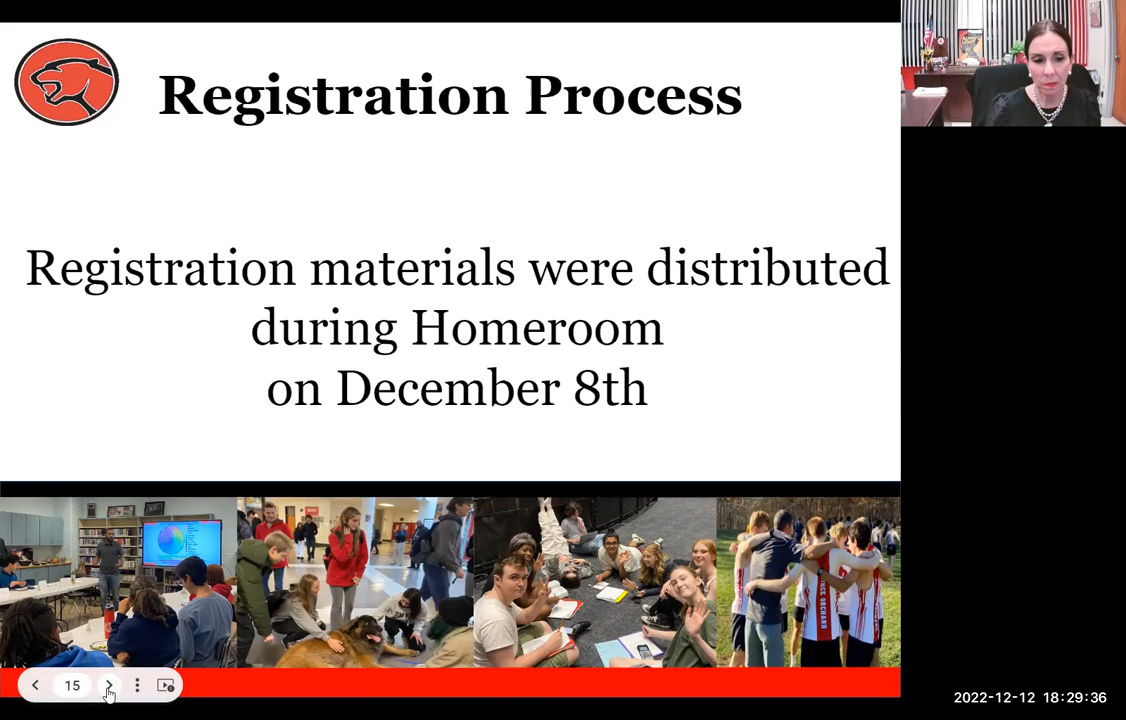 Registration Process
Registration materials were distributed
during Homeroom
on December 8th
15
2022-12-12 18:29:36